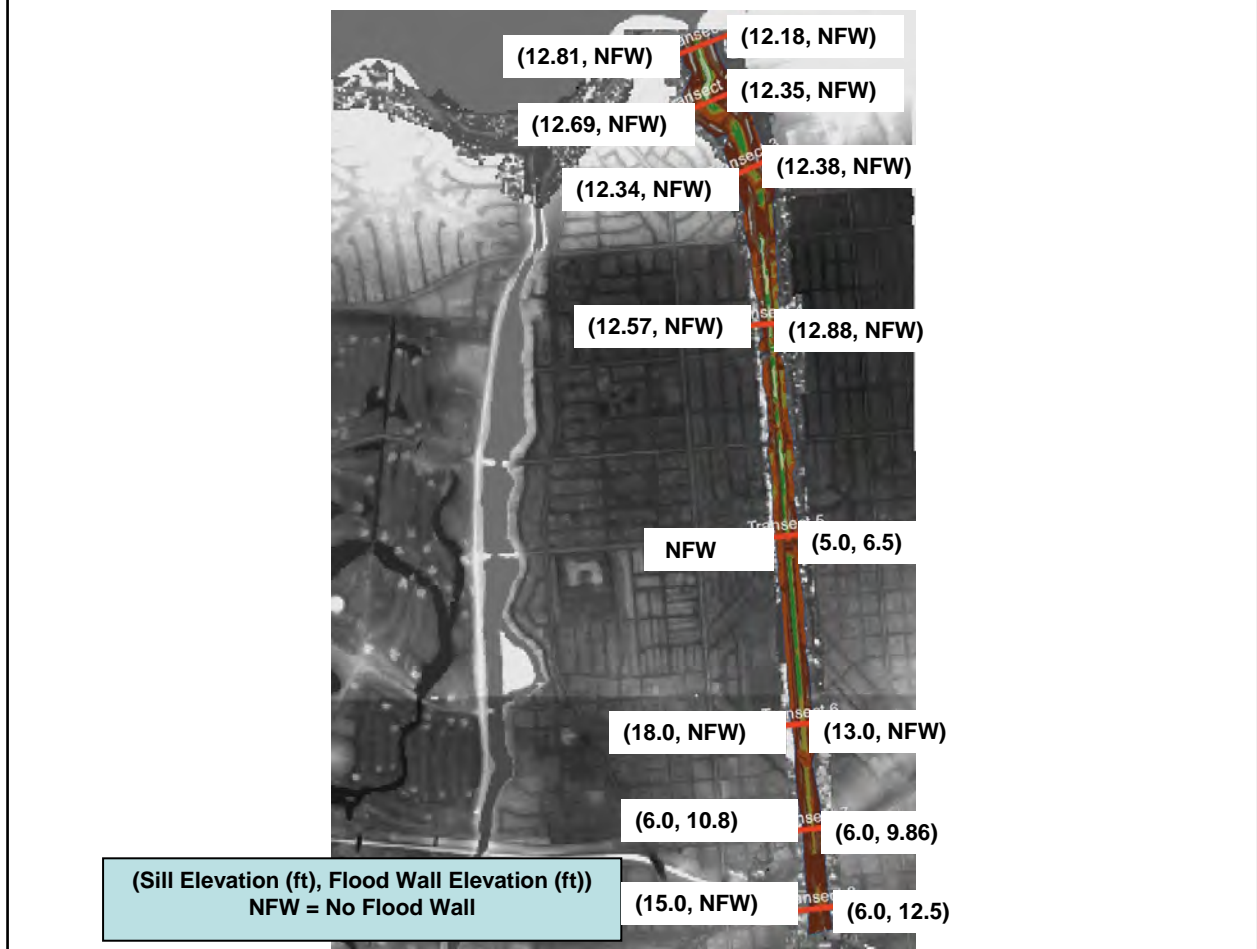 (12.81, NFW)
(12.18, NFW)
(12.35, NFW)
(12.69, NFW)
(12.38, NFW)
(12.34, NFW)
(12.57, NFW)
(12.88, NFW)
Transect 5
NFW
(5.0, 6.5)
(18.0, NFW)
(13.0, NFW)
(6.0, 10.8)
(6.0, 9.86)
(15.0, NFW)
(6.0, 12.5)
(Sill Elevation (ft), Flood Wall Elevation (ft))
NFW = No Flood Wall